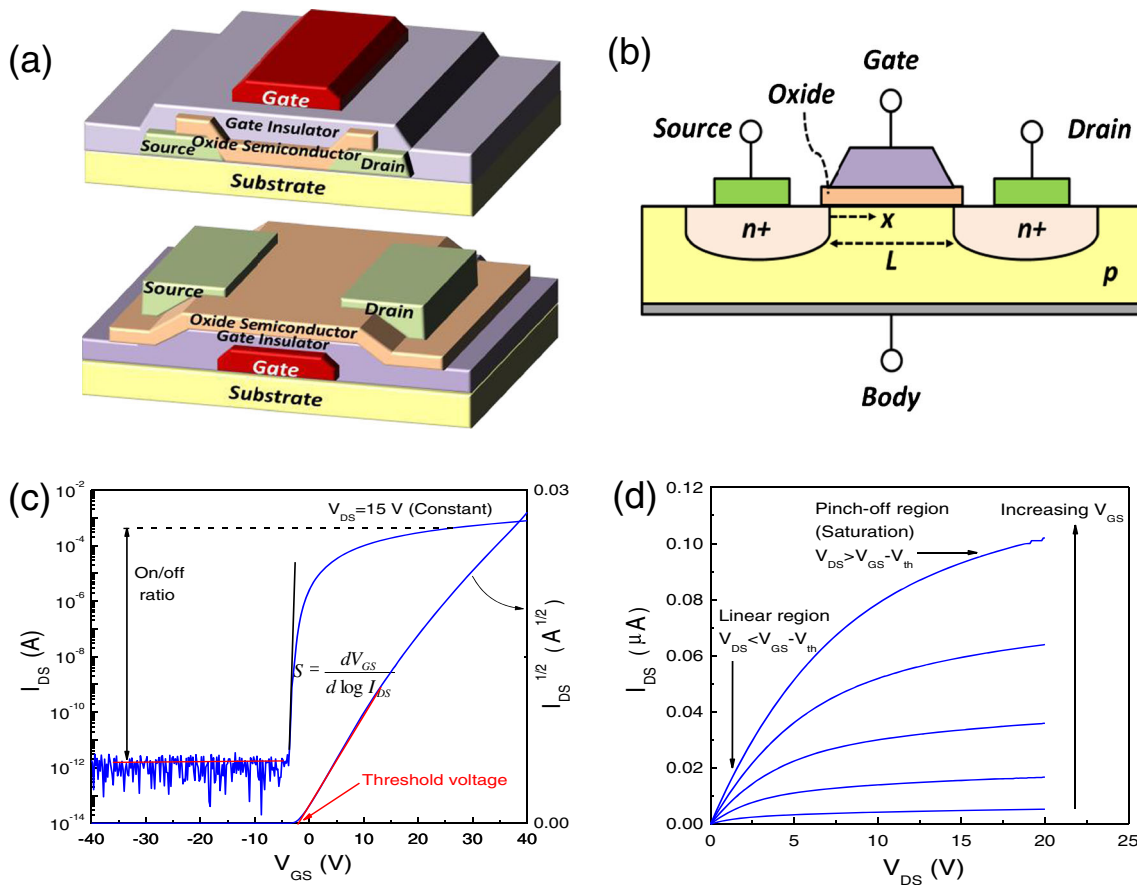 (a)
Gate
Gate Insulator
Source
Oxide Semiconductor
Drain
Substrate
Source
Drain
Oxide Semiconductor
Gate Insulator
Gate
Substrate
(b)
Gate
Oxide
Source
Drain
n+
x
n+
L
p
Body
(c)
10^-2
10^-4
10^-6
10^-8
10^-10
10^-12
10^-14
I_DS (A)
V_DS=15 V (Constant)
On/off
ratio
S = dV_GS / d log I_DS
Threshold voltage
0.03
0.00
I_DS^1/2 (A^1/2)
-40 -30 -20 -10 0 10 20 30 40
V_GS (V)
(d)
0.12
0.10
0.08
0.06
0.04
0.02
0.00
I_DS (μA)
Pinch-off region
(Saturation)
V_DS>V_GS-V_th
Increasing V_GS
Linear region
V_DS<V_GS-V_th
0 5 10 15 20 25
V_DS (V)